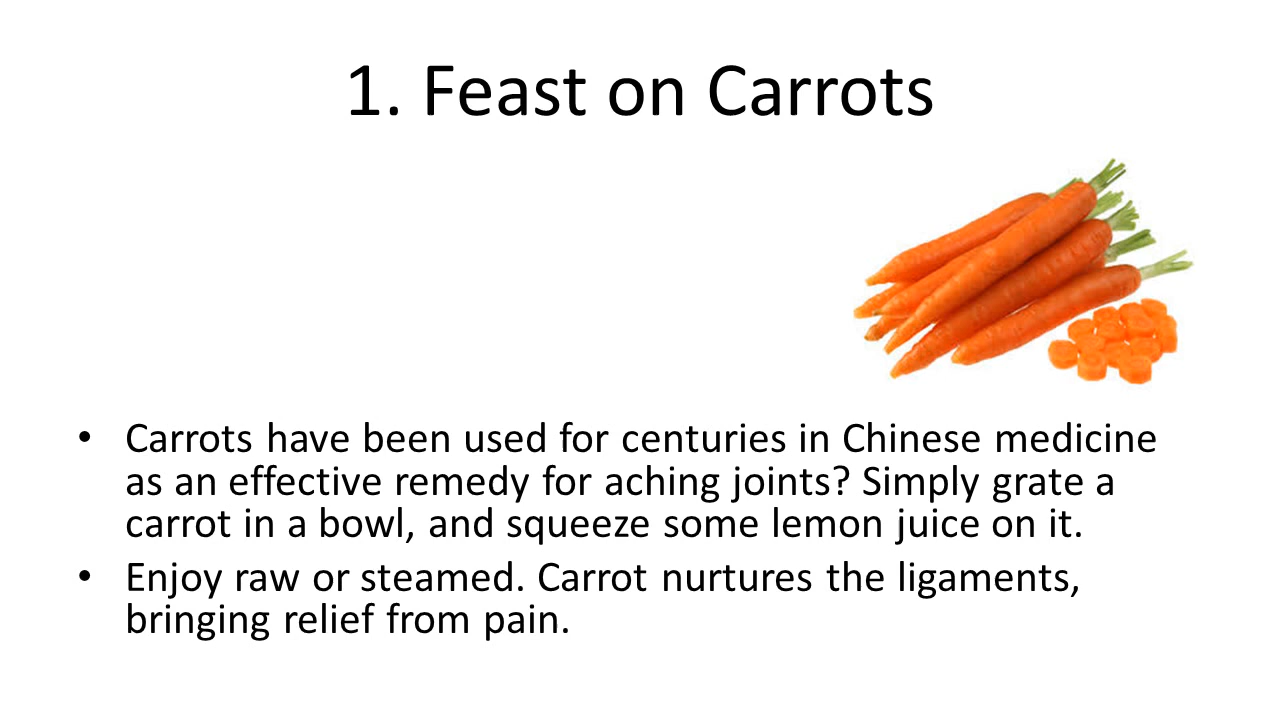 1. Feast on Carrots
• Carrots have been used for centuries in Chinese medicine
as an effective remedy for aching joints? Simply grate a
carrot in a bowl, and squeeze some lemon juice on it.
• Enjoy raw or steamed. Carrot nurtures the ligaments,
bringing relief from pain.